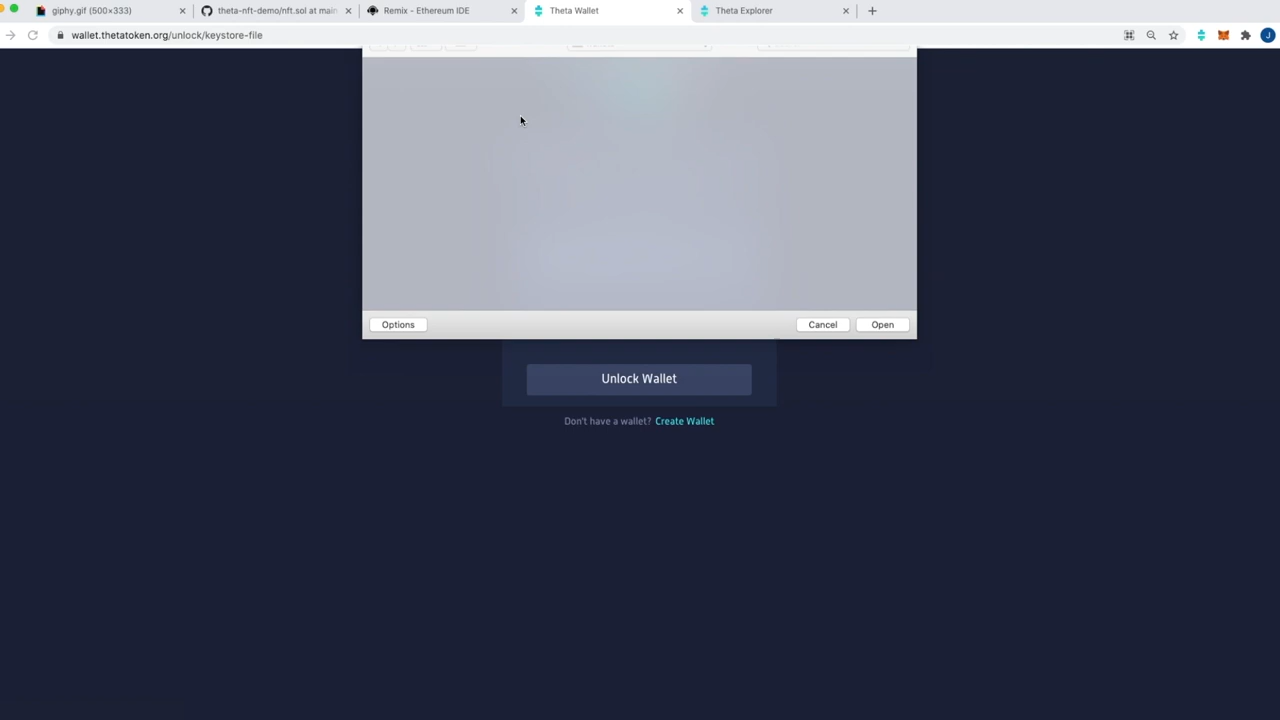 giphy.gif (500×333)
theta-nft-demo/nft.sol at main
Remix - Ethereum IDE
Theta Wallet
Theta Explorer
wallet.thetatoken.org/unlock/keystore-file
J
Options
Cancel
Open
Unlock Wallet
Don't have a wallet? Create Wallet